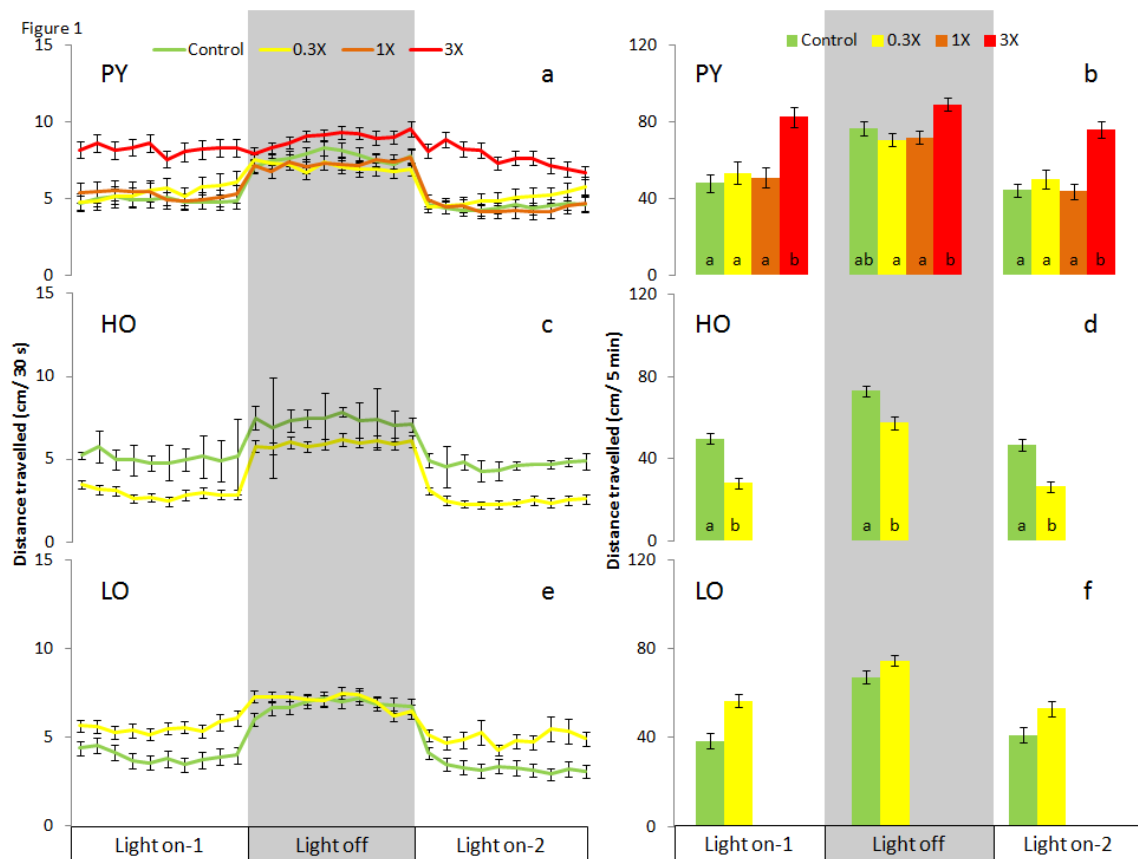 Figure 1
15
Control
0.3X
1X
3X
PY
a
10
5
0
15
HO
c
10
5
0
15
LO
e
10
5
0
Distance travelled (cm/ 30 s)
Light on-1
Light off
Light on-2
120
Control
0.3X
1X
3X
PY
b
80
40
a a a b
ab a a b
a a a b
0
120
HO
d
80
40
a b
a b
a b
0
120
LO
f
80
40
0
Distance travelled (cm/ 5 min)
Light on-1
Light off
Light on-2